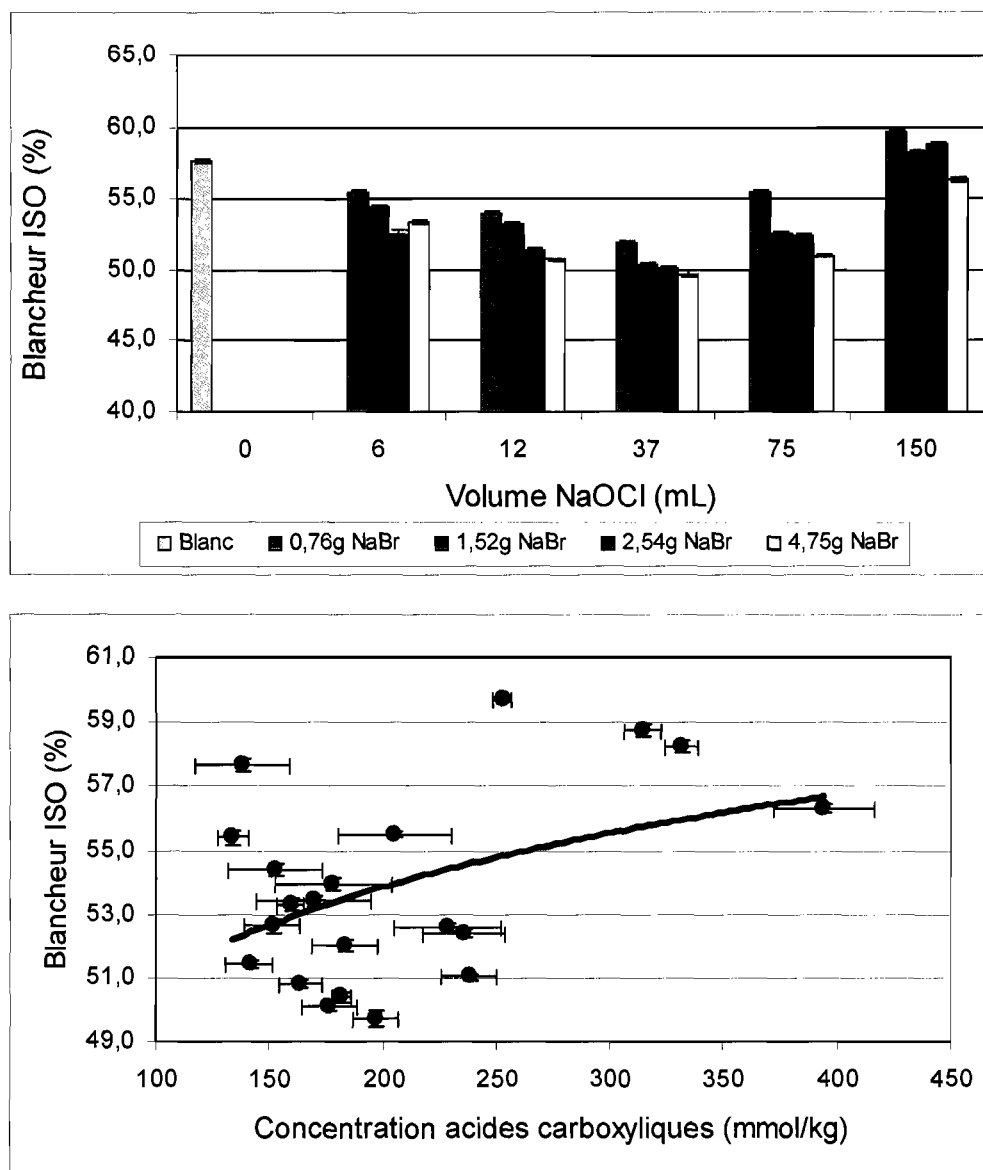 65,0
60,0
55,0
50,0
45,0
40,0
Blancheur ISO (%)
0 6 12 37 75 150
Volume NaOCl (mL)
Blanc 0,76g NaBr 1,52g NaBr 2,54g NaBr 4,75g NaBr
61,0
59,0
57,0
55,0
53,0
51,0
49,0
Blancheur ISO (%)
100 150 200 250 300 350 400 450
Concentration acides carboxyliques (mmol/kg)